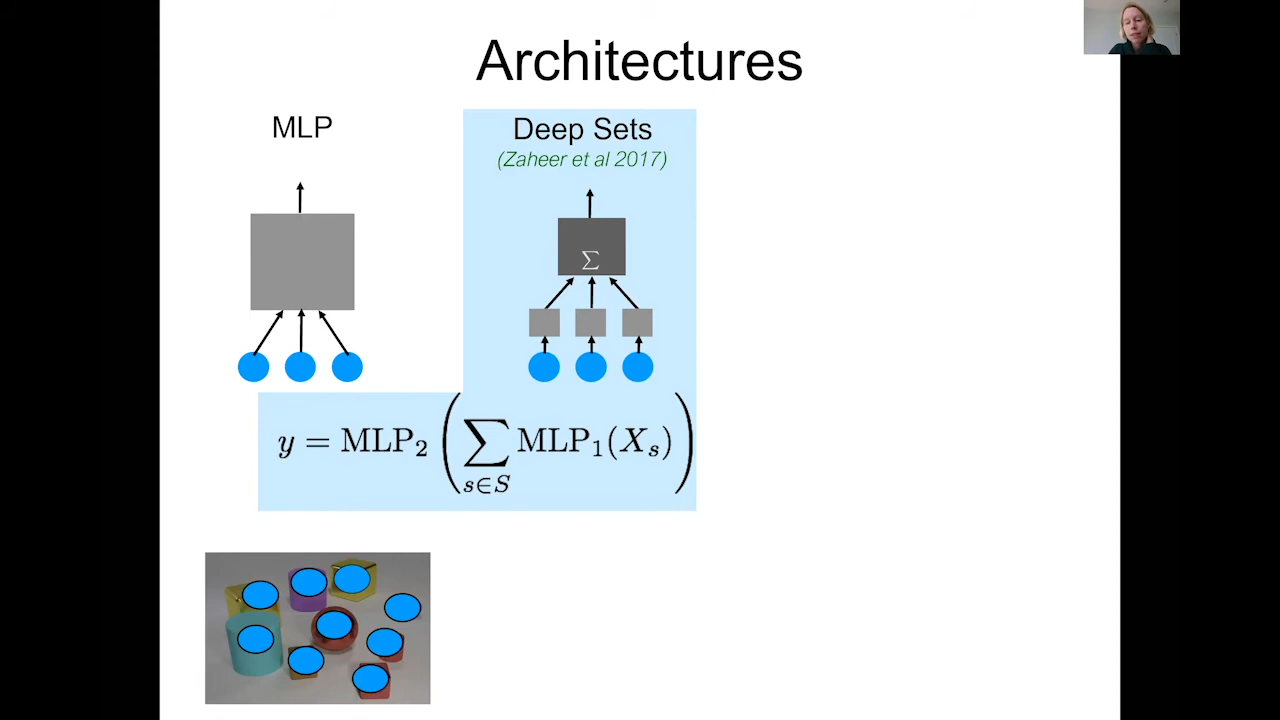 Architectures
MLP
Deep Sets
(Zaheer et al 2017)
Σ
y = MLP₂ ( ∑_{s∈S} MLP₁(X_s) )